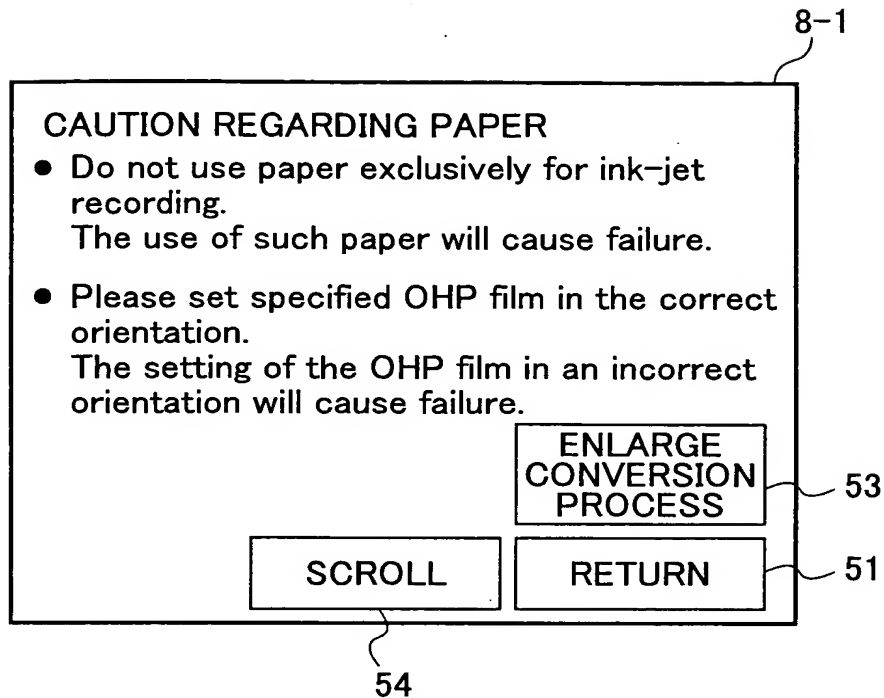 8-1
CAUTION REGARDING PAPER
● Do not use paper exclusively for ink-jet
recording.
The use of such paper will cause failure.
● Please set specified OHP film in the correct
orientation.
The setting of the OHP film in an incorrect
orientation will cause failure.
ENLARGE
CONVERSION
PROCESS
53
SCROLL
RETURN
51
54